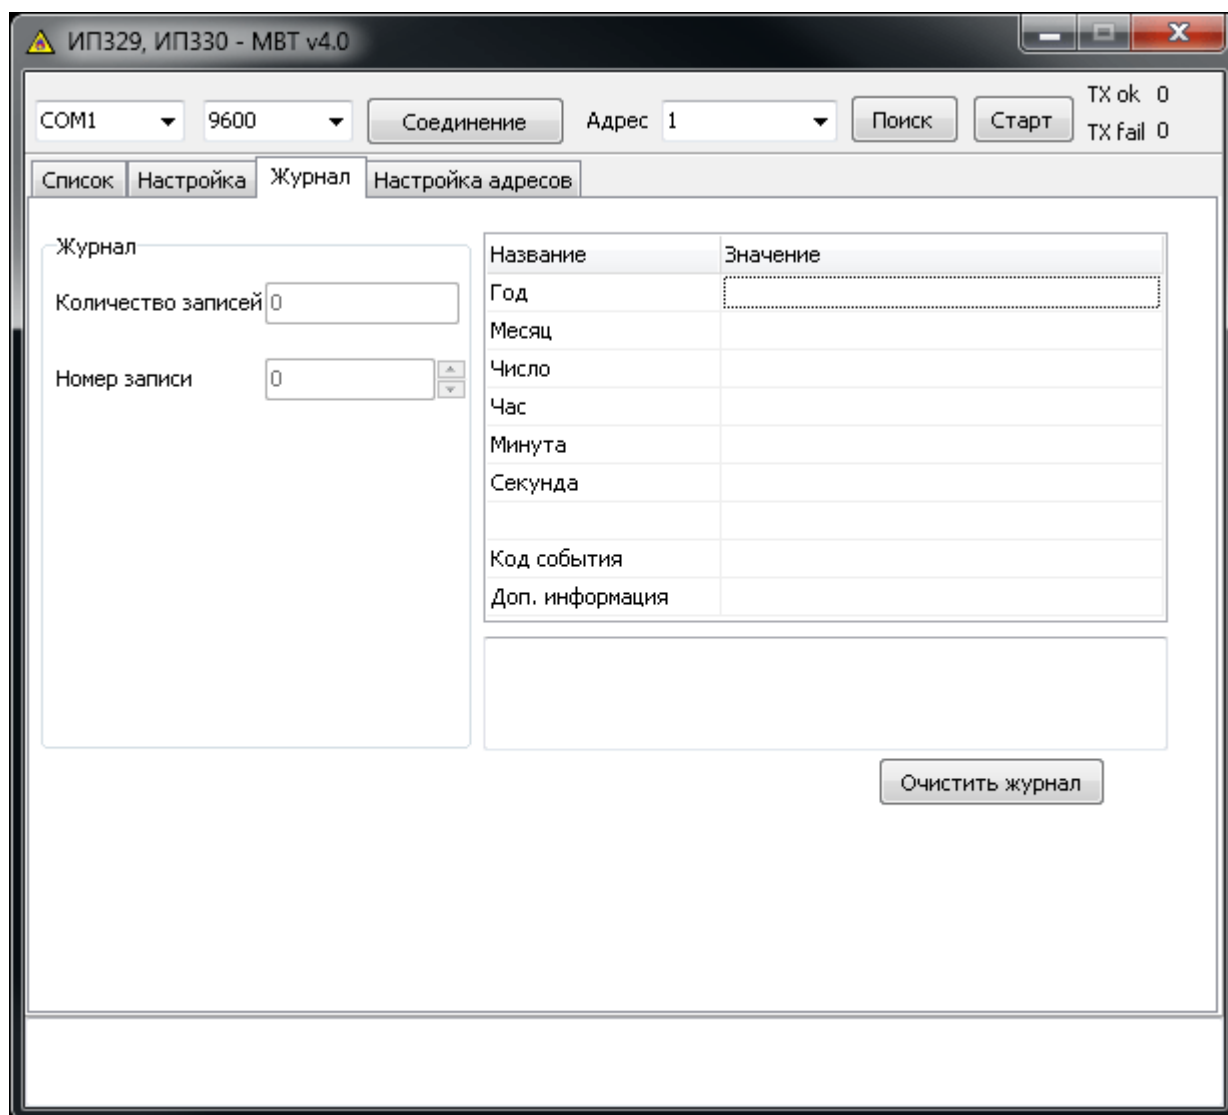 ИП329, ИП330 - МВТ v4.0
COM1 9600 Соединение Адрес 1 Поиск Старт TX ok 0
TX fail 0
Список Настройка Журнал Настройка адресов
Журнал
Количество записей 0
Номер записи 0
Название Значение
Год
Месяц
Число
Час
Минута
Секунда
Код события
Доп. информация
Очистить журнал